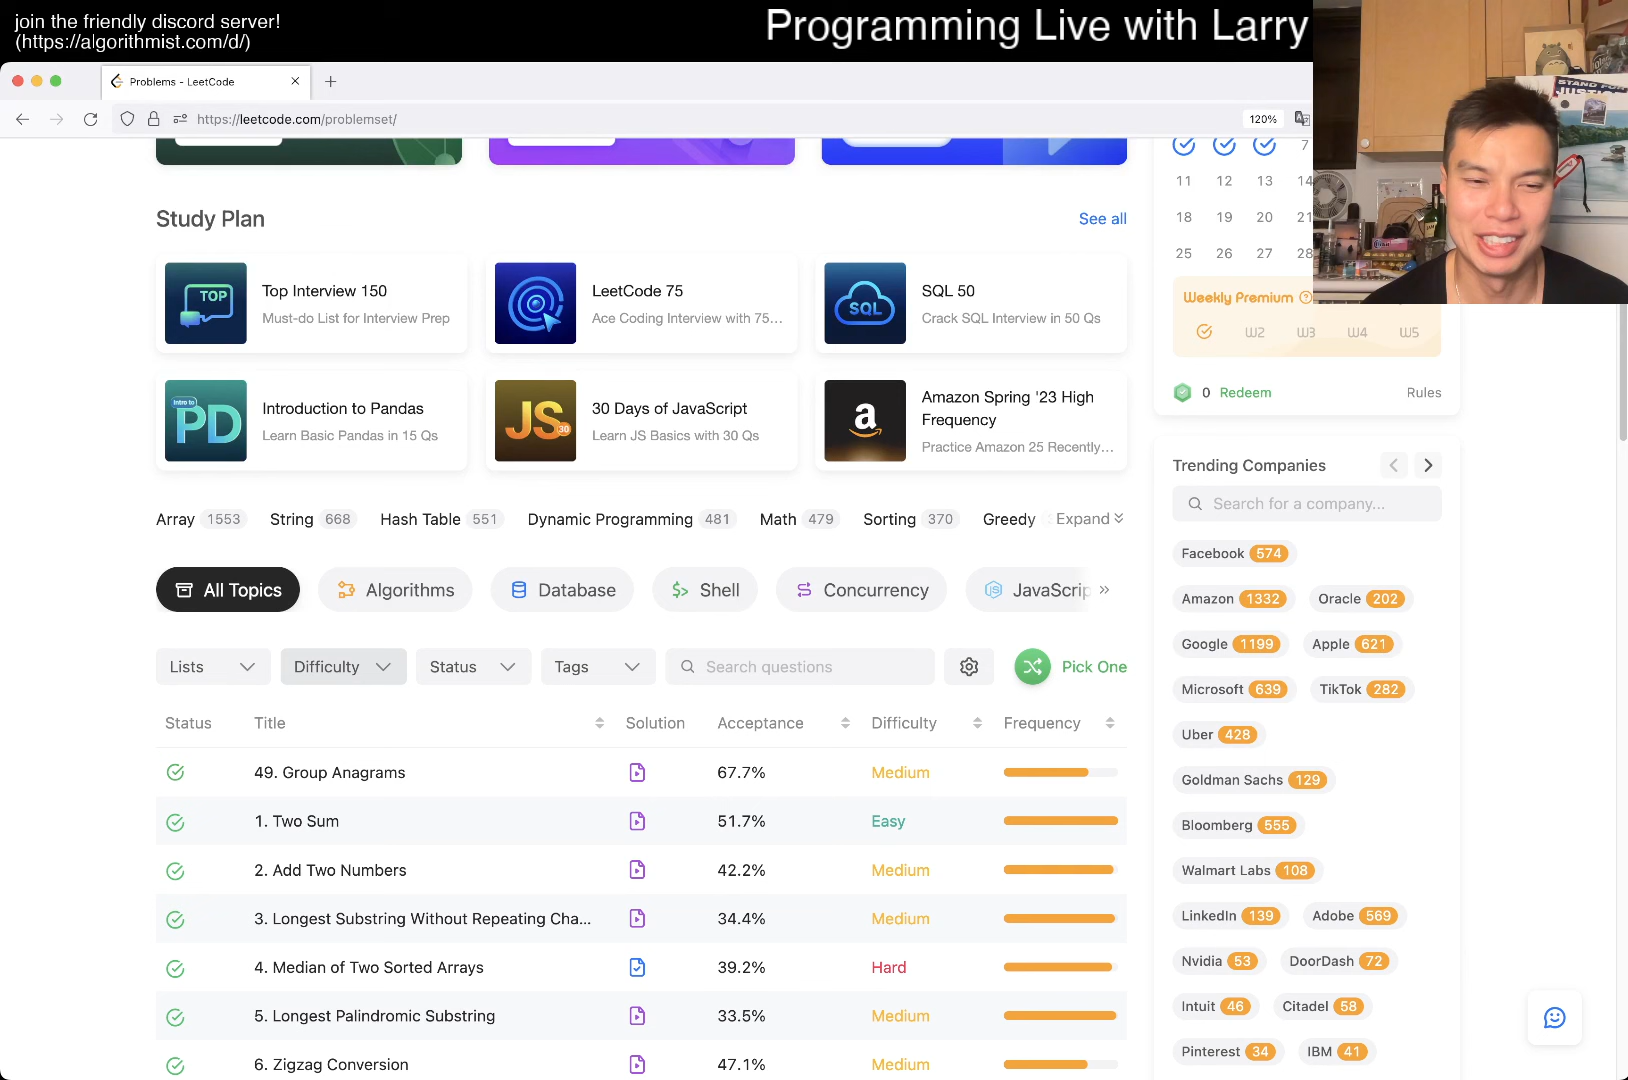 join the friendly discord server!
(https://algorithmist.com/d/)
Programming Live with Larry
Problems - LeetCode
https://leetcode.com/problemset/
120%
7
11 12 13 14
18 19 20 21
25 26 27 28
Study Plan
See all
TOP
Top Interview 150
Must-do List for Interview Prep
LeetCode 75
Ace Coding Interview with 75...
SQL
SQL 50
Crack SQL Interview in 50 Qs
Intro to
PD
Introduction to Pandas
Learn Basic Pandas in 15 Qs
JS
30
30 Days of JavaScript
Learn JS Basics with 30 Qs
a
Amazon Spring '23 High
Frequency
Practice Amazon 25 Recently...
Weekly Premium
W2 W3 W4 W5
0 Redeem
Rules
Array 1553 String 668 Hash Table 551 Dynamic Programming 481 Math 479 Sorting 370 Greedy Expand
All Topics Algorithms Database Shell Concurrency JavaScrip
Lists Difficulty Status Tags Search questions Pick One
Status Title Solution Acceptance Difficulty Frequency
49. Group Anagrams 67.7% Medium
1. Two Sum 51.7% Easy
2. Add Two Numbers 42.2% Medium
3. Longest Substring Without Repeating Cha... 34.4% Medium
4. Median of Two Sorted Arrays 39.2% Hard
5. Longest Palindromic Substring 33.5% Medium
6. Zigzag Conversion 47.1% Medium
Trending Companies
Search for a company...
Facebook 574
Amazon 1332 Oracle 202
Google 1199 Apple 621
Microsoft 639 TikTok 282
Uber 428
Goldman Sachs 129
Bloomberg 555
Walmart Labs 108
LinkedIn 139 Adobe 569
Nvidia 53 DoorDash 72
Intuit 46 Citadel 58
Pinterest 34 IBM 41